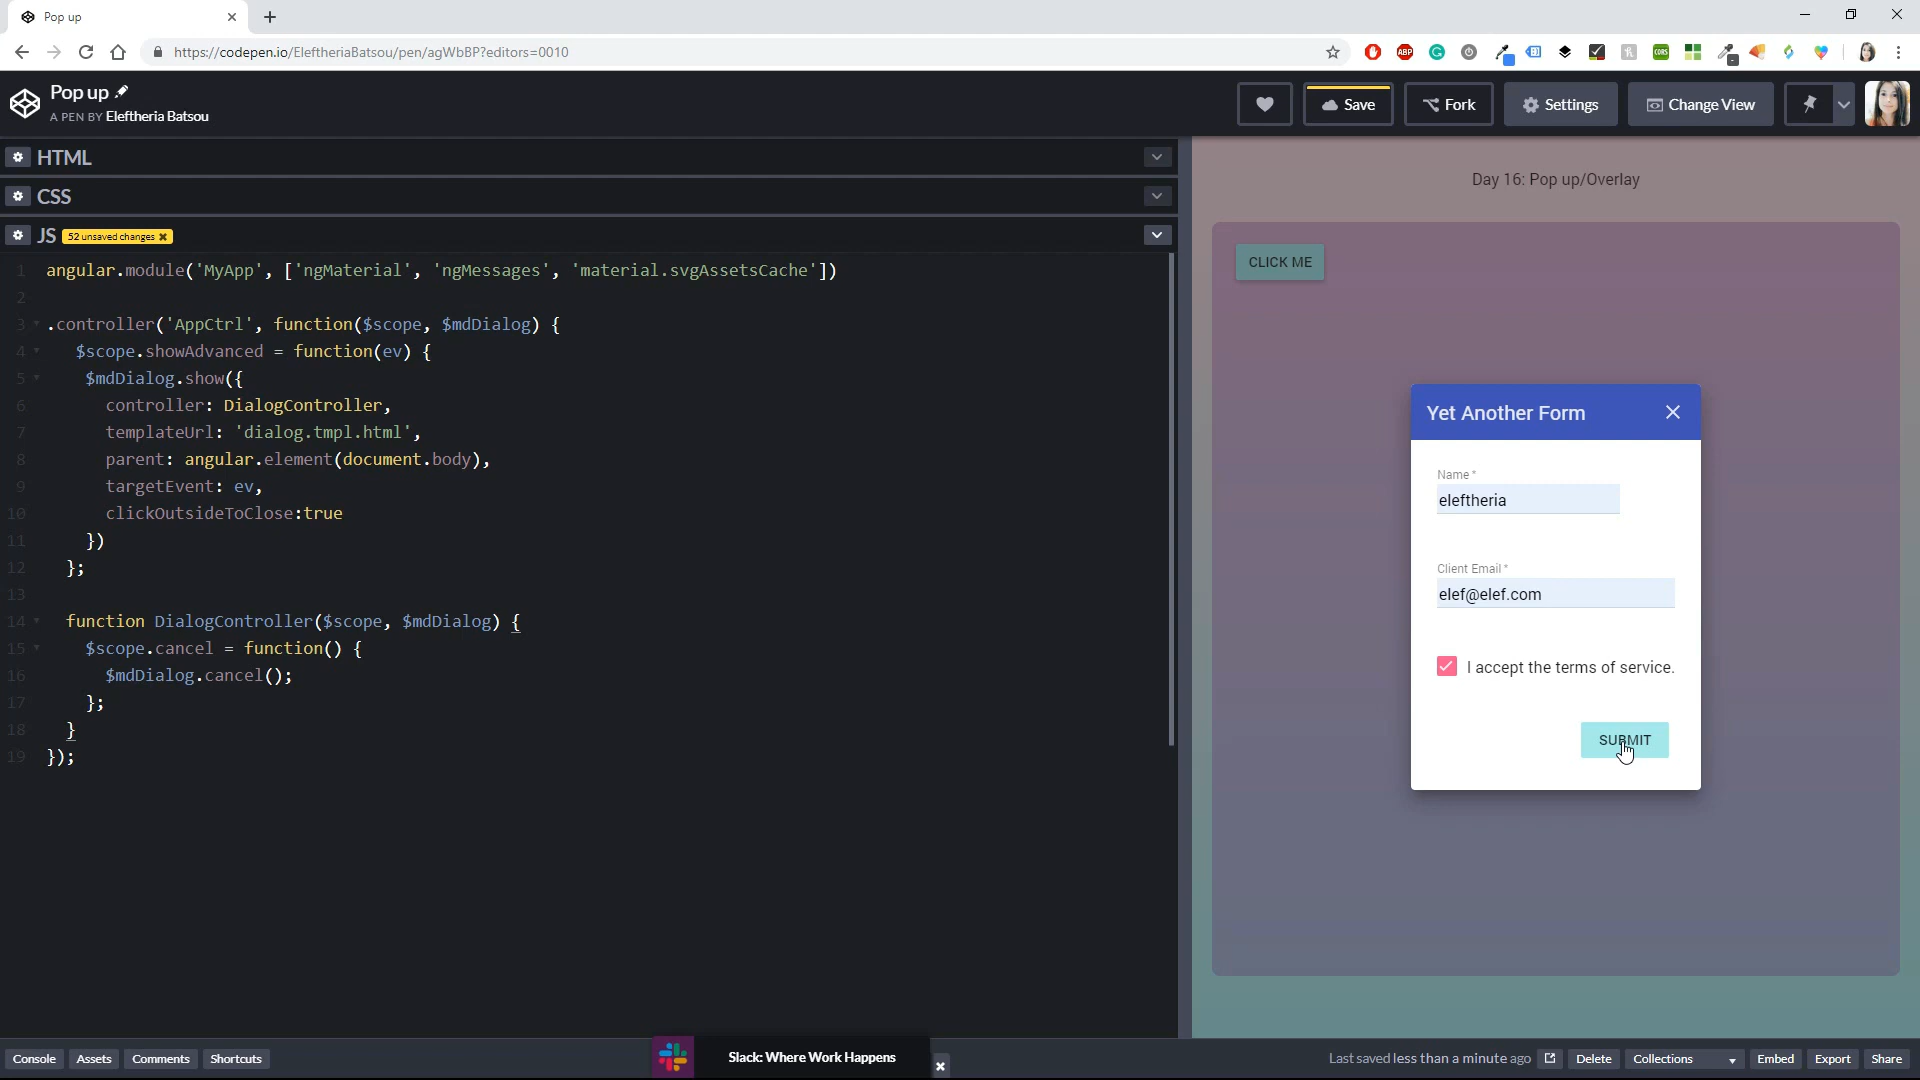 Pop up
https://codepen.io/EleftheriaBatsou/pen/agWbBP?editors=0010
Pop up
A PEN BY Eleftheria Batsou
Save
Fork
Settings
Change View
HTML
CSS
JS 52 unsaved changes
1 angular.module('MyApp', ['ngMaterial', 'ngMessages', 'material.svgAssetsCache'])
2
3 .controller('AppCtrl', function($scope, $mdDialog) {
4 $scope.showAdvanced = function(ev) {
5 $mdDialog.show({
6 controller: DialogController,
7 templateUrl: 'dialog.tmpl.html',
8 parent: angular.element(document.body),
9 targetEvent: ev,
10 clickOutsideToClose:true
11 })
12 };
13
14 function DialogController($scope, $mdDialog) {
15 $scope.cancel = function() {
16 $mdDialog.cancel();
17 };
18 }
19 });
Day 16: Pop up/Overlay
CLICK ME
Yet Another Form
Name *
eleftheria
Client Email *
elef@elef.com
I accept the terms of service.
SUBMIT
Console
Assets
Comments
Shortcuts
Slack: Where Work Happens
Last saved less than a minute ago
Delete
Collections
Embed
Export
Share
ABP
CORS